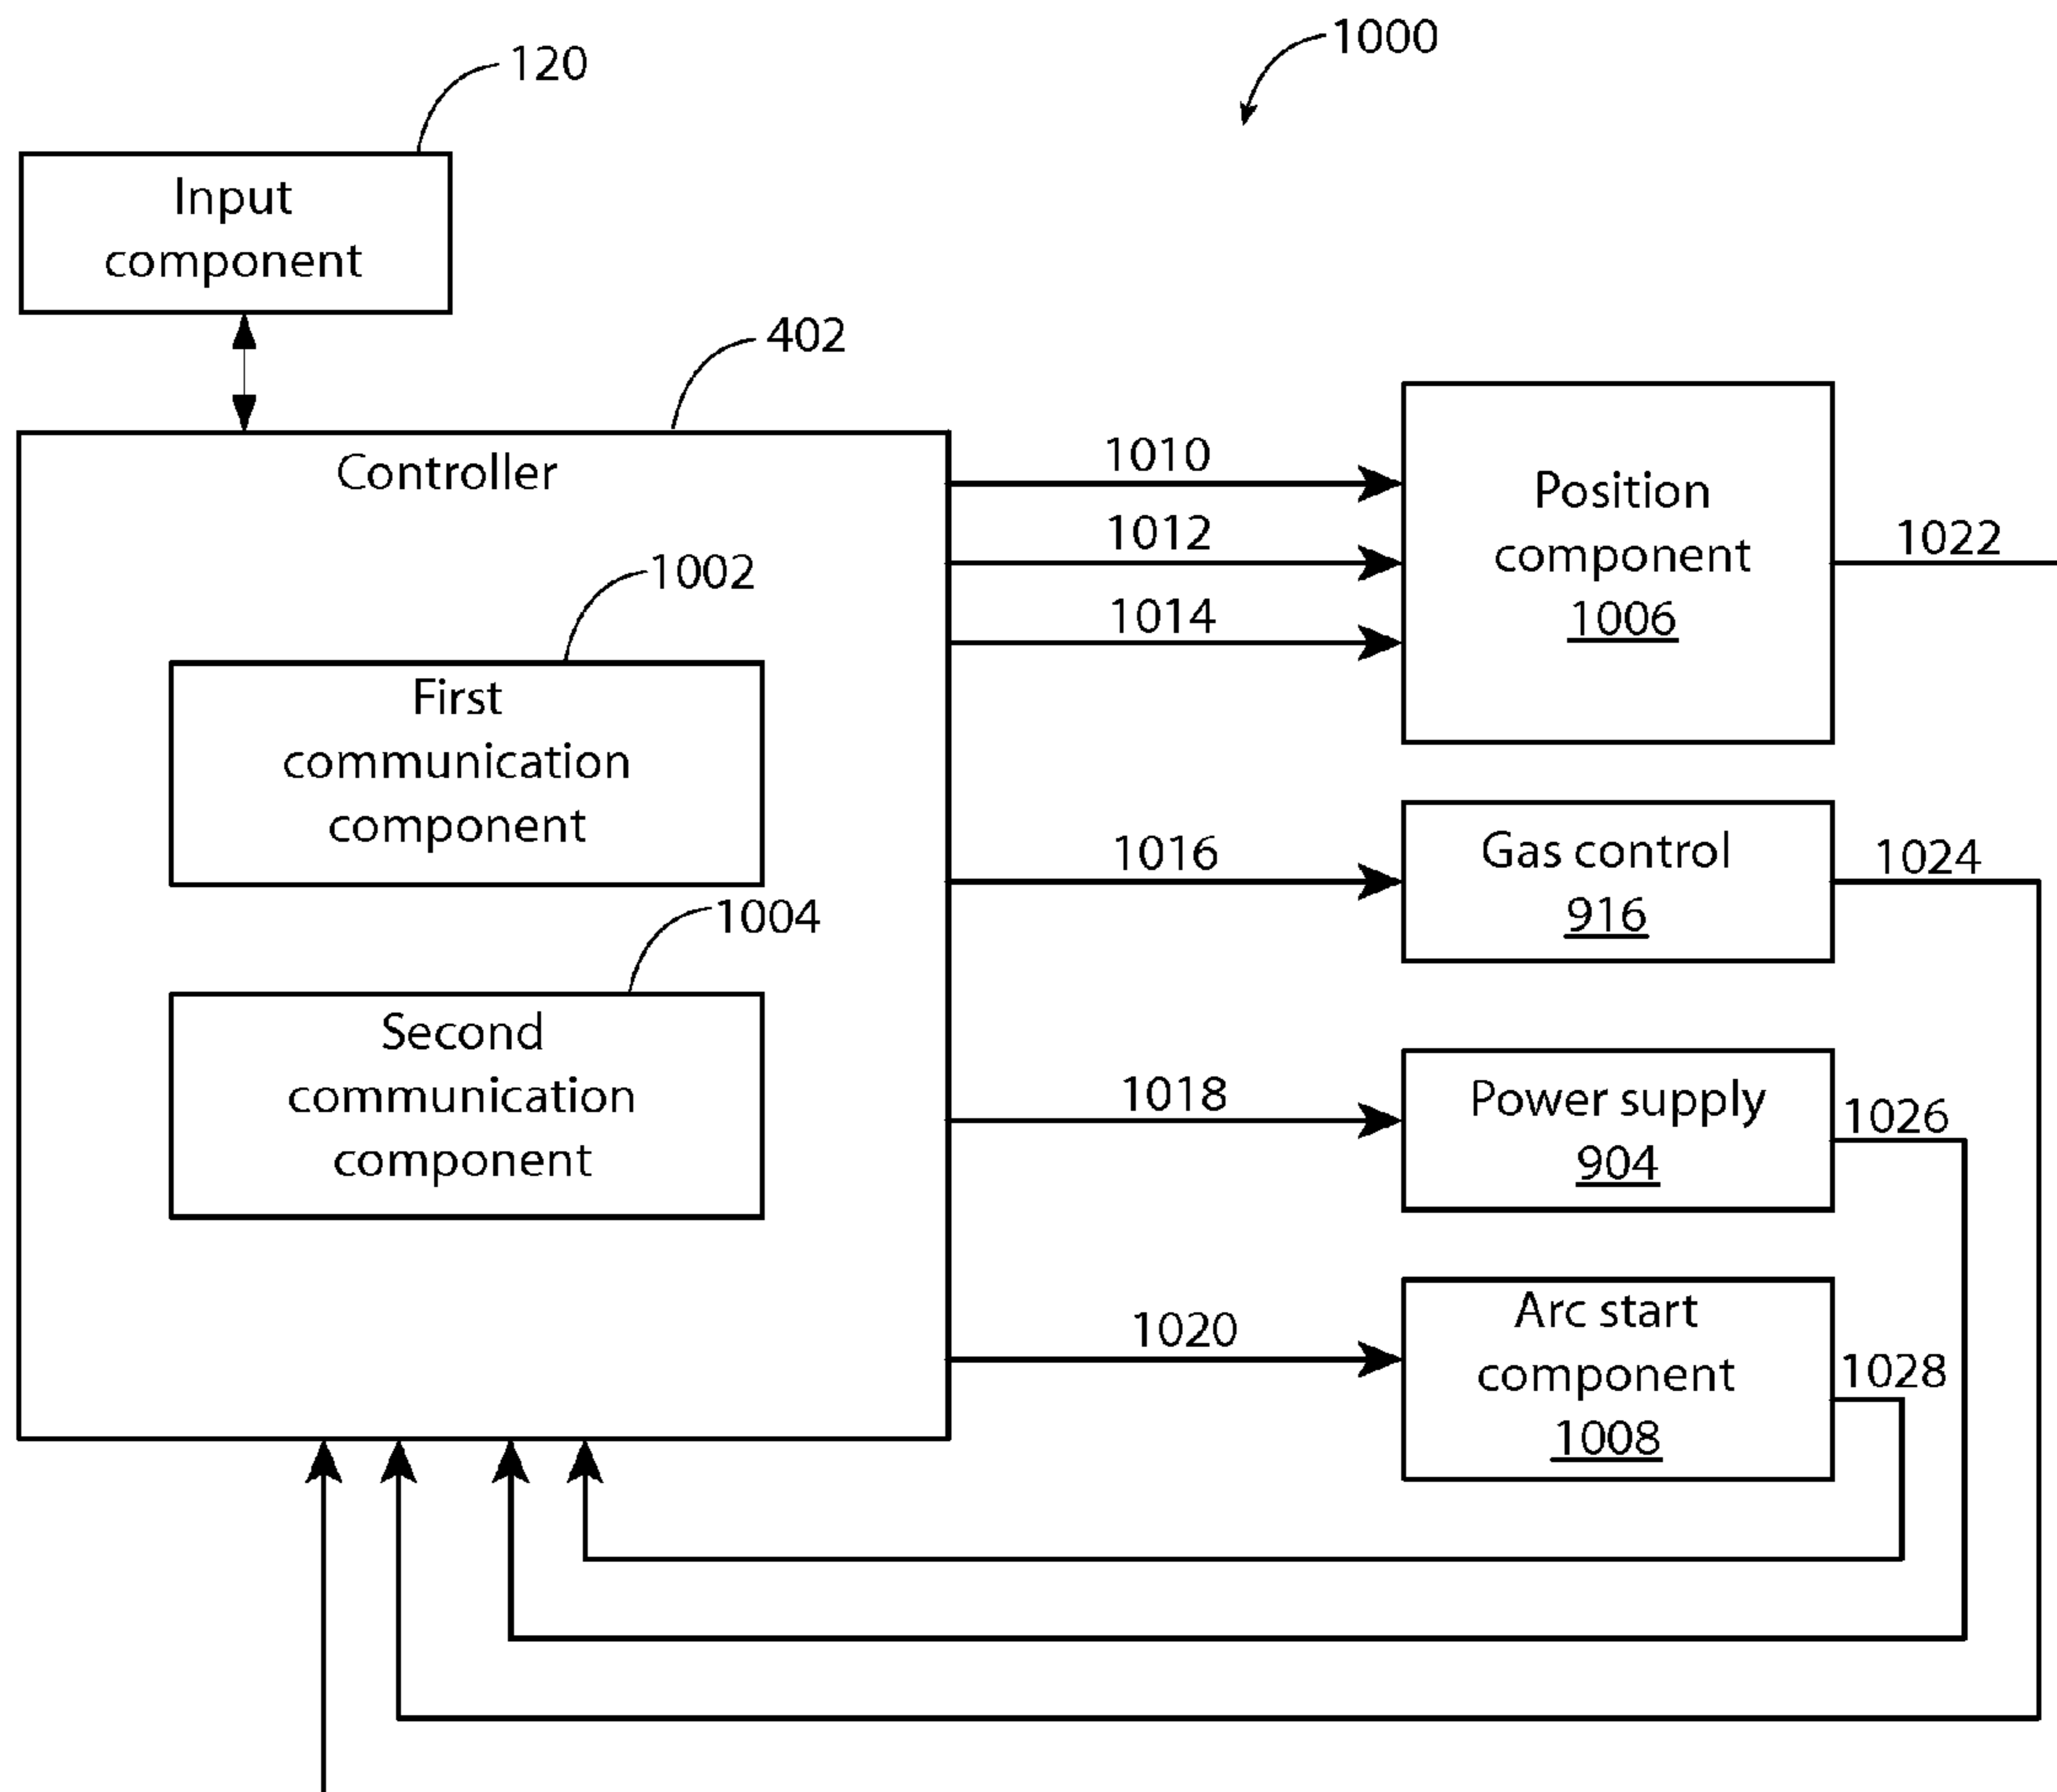 1000
120
Input
component
402
Controller
1010
1012
1014
Position
component
1006
1022
1002
First
communication
component
1016
Gas control
916
1024
1004
Second
communication
component
1018
Power supply
904
1026
1020
Arc start
component
1008
1028